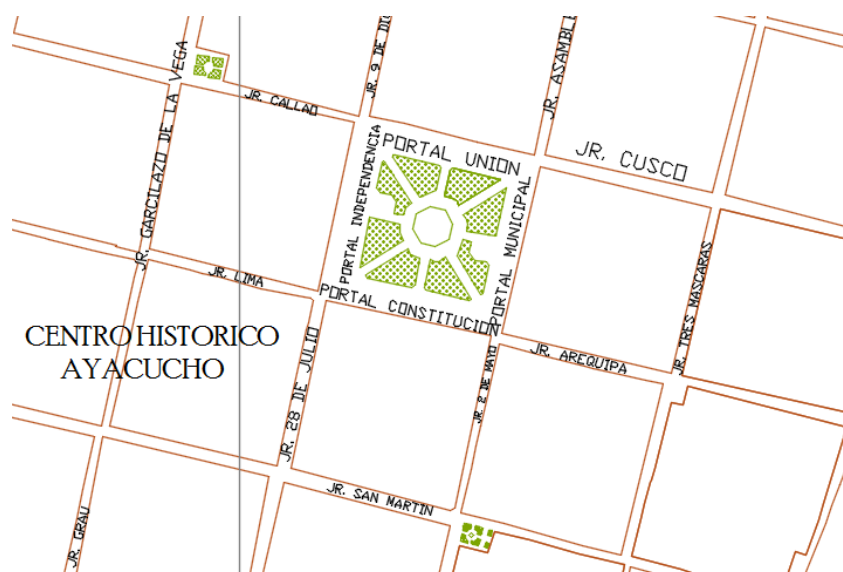 JR. GARCILAZO DE LA VEGA
JR. CALLAO
JR. 9 DE DIC
JR. ASAMBLE
PORTAL UNION
JR. CUSCO
PORTAL INDEPENDENCIA
PORTAL MUNICIPAL
JR. LIMA
PORTAL CONSTITUCION
JR. TRES MASCARAS
CENTRO HISTORICO
AYACUCHO
JR. 28 DE JULIO
JR. 2 DE MAYO
JR. AREQUIPA
JR. SAN MARTIN
JR. GRAU